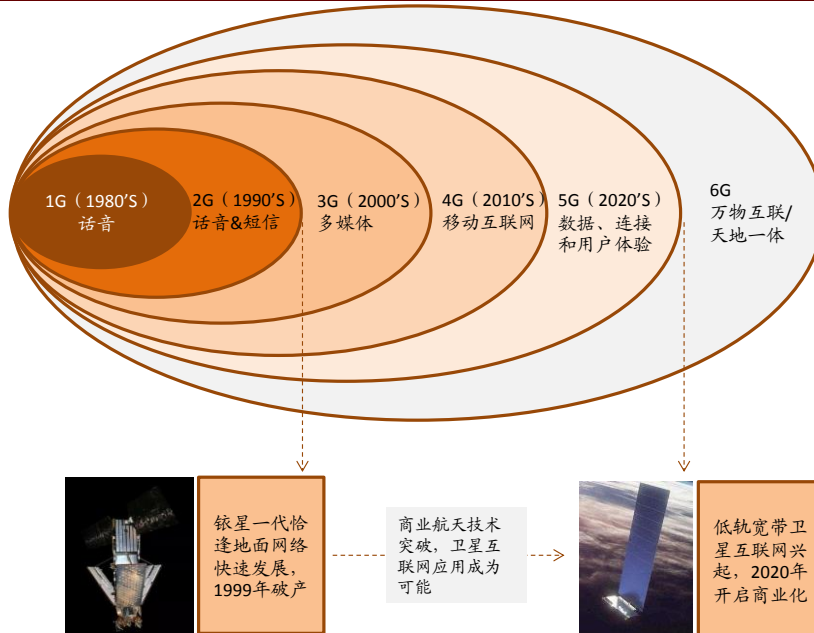 1G（1980’S）
话音
2G（1990’S）
话音&短信
3G（2000’S）
多媒体
4G（2010’S）
移动互联网
5G（2020’S）
数据、连接
和用户体验
6G
万物互联/
天地一体
铱星一代恰
逢地面网络
快速发展，
1999年破产
商业航天技术
突破，卫星互
联网应用成为
可能
低轨宽带卫
星互联网兴
起，2020年
开启商业化